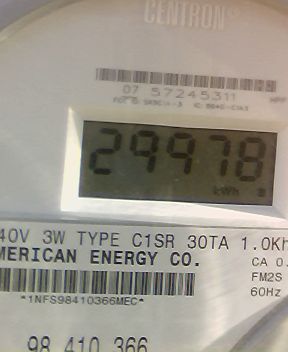 CENTRON®
07 57245311
29978
kWh
40V 3W TYPE C1SR 30TA 1.0Kh
MERICAN ENERGY CO.
CA 0.
FM2S
60Hz
*1NFS98410366MEC*
98 410 366